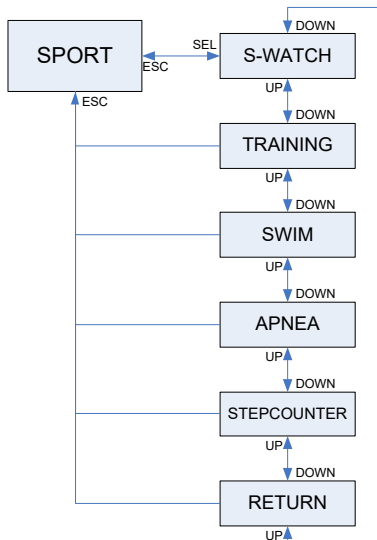 SPORT
SEL
ESC
ESC
DOWN
S-WATCH
UP
DOWN
TRAINING
UP
DOWN
SWIM
UP
DOWN
APNEA
UP
DOWN
STEPCOUNTER
UP
DOWN
RETURN
UP